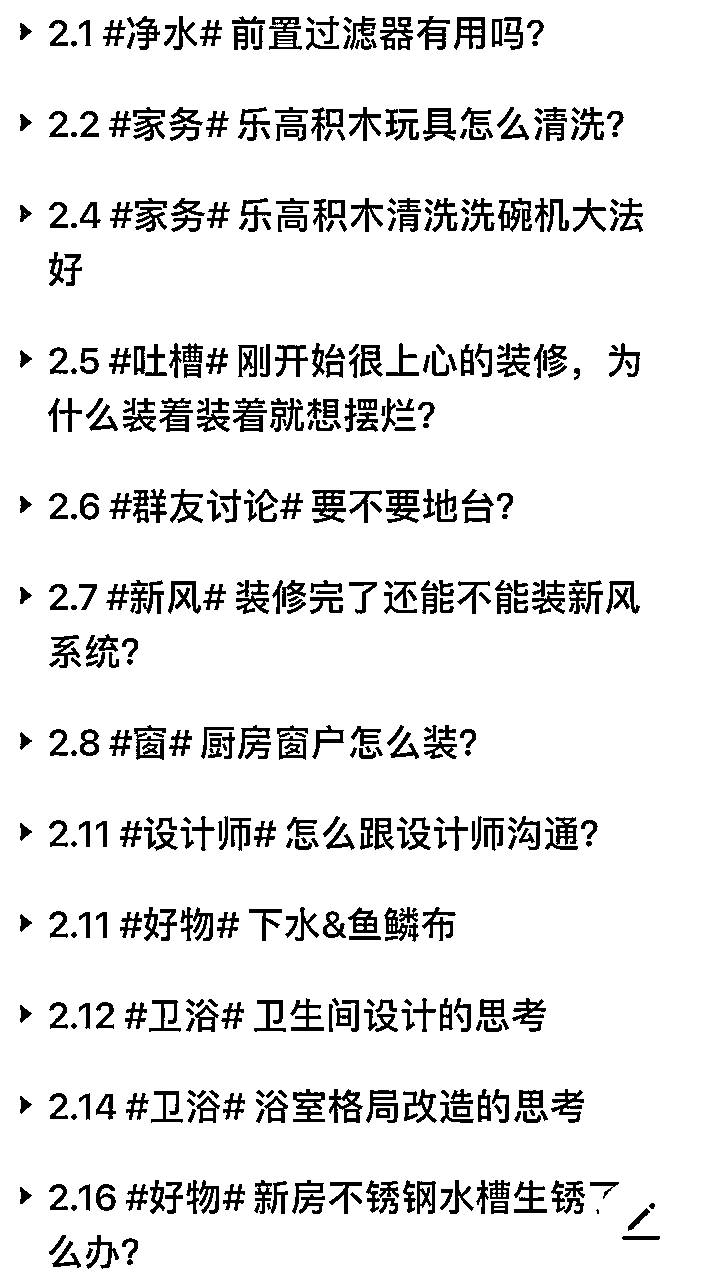 2.1 #净水# 前置过滤器有用吗?
2.2 #家务# 乐高积木玩具怎么清洗?
2.4 #家务# 乐高积木清洗洗碗机大法
好
2.5 #吐槽# 刚开始很上心的装修，为
什么装着装着就想摆烂?
2.6 #群友讨论# 要不要地台?
2.7 #新风# 装修完了还能不能装新风
系统?
2.8 #窗# 厨房窗户怎么装?
2.11 #设计师# 怎么跟设计师沟通?
2.11 #好物# 下水&鱼鳞布
2.12 #卫浴# 卫生间设计的思考
2.14 #卫浴# 浴室格局改造的思考
2.16 #好物# 新房不锈钢水槽生锈了
么办?